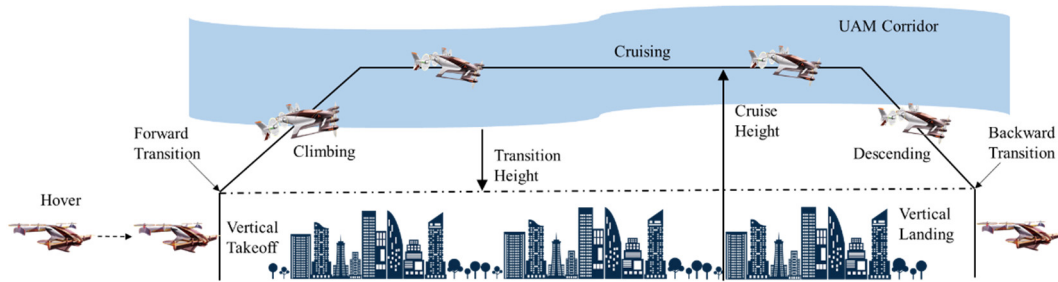 UAM Corridor
Cruising
Cruise
Height
Forward
Transition
Climbing
Transition
Height
Descending
Backward
Transition
Hover
Vertical
Takeoff
Vertical
Landing